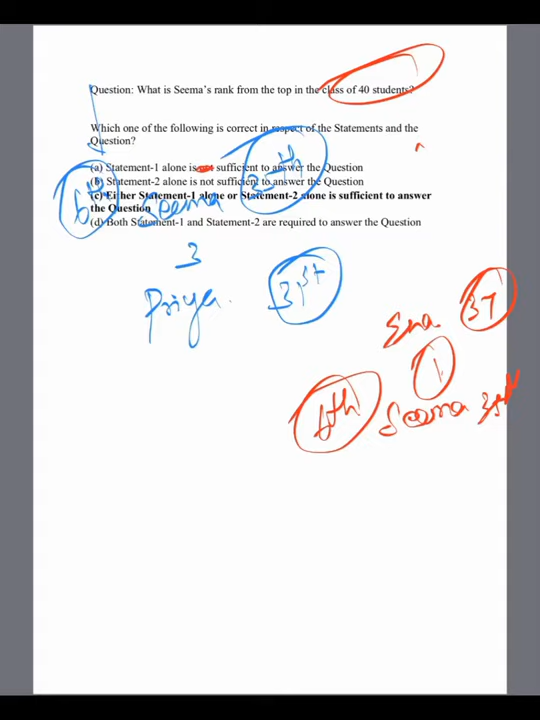 Question: What is Seema's rank from the top in the class of 40 students?
Which one of the following is correct in respect of the Statements and the
Question?
(a) Statement-1 alone is not sufficient to answer the Question
(b) Statement-2 alone is not sufficient to answer the Question
(c) Either Statement-1 alone or Statement-2 alone is sufficient to answer
the Question
(d) Both Statement-1 and Statement-2 are required to answer the Question
6th Seema 35th
3
Priya. 31st
37
1
6th Seema